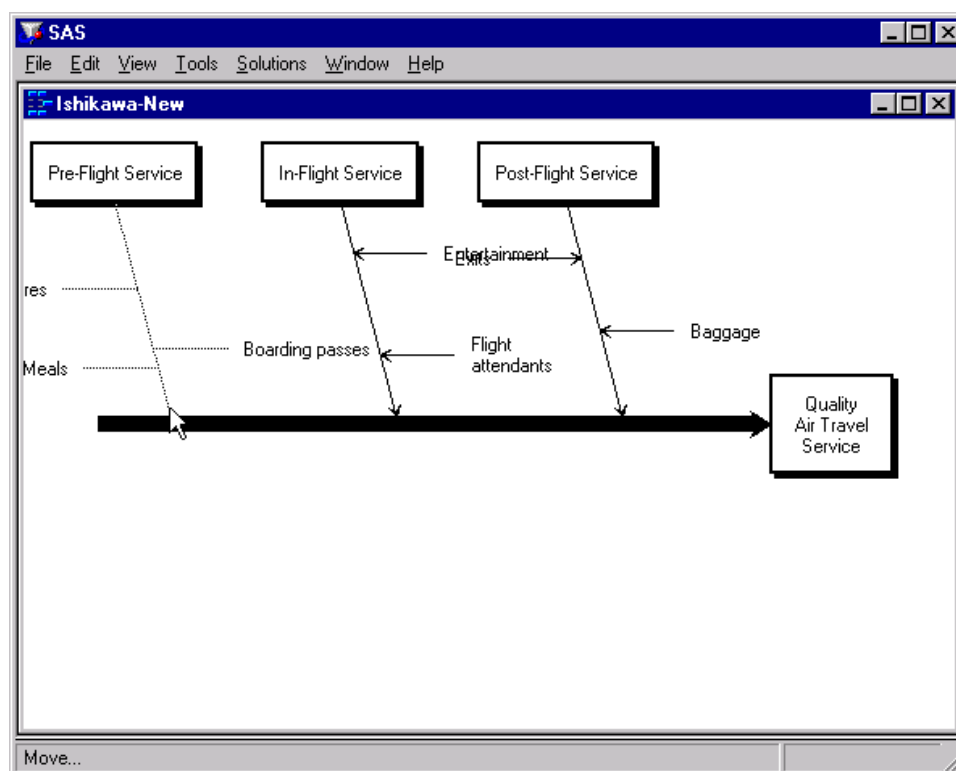 SAS
File Edit View Tools Solutions Window Help
Ishikawa-New
Pre-Flight Service
In-Flight Service
Post-Flight Service
Entertainment
Exits
res
Boarding passes
Flight
attendants
Baggage
Meals
Quality
Air Travel
Service
Move...